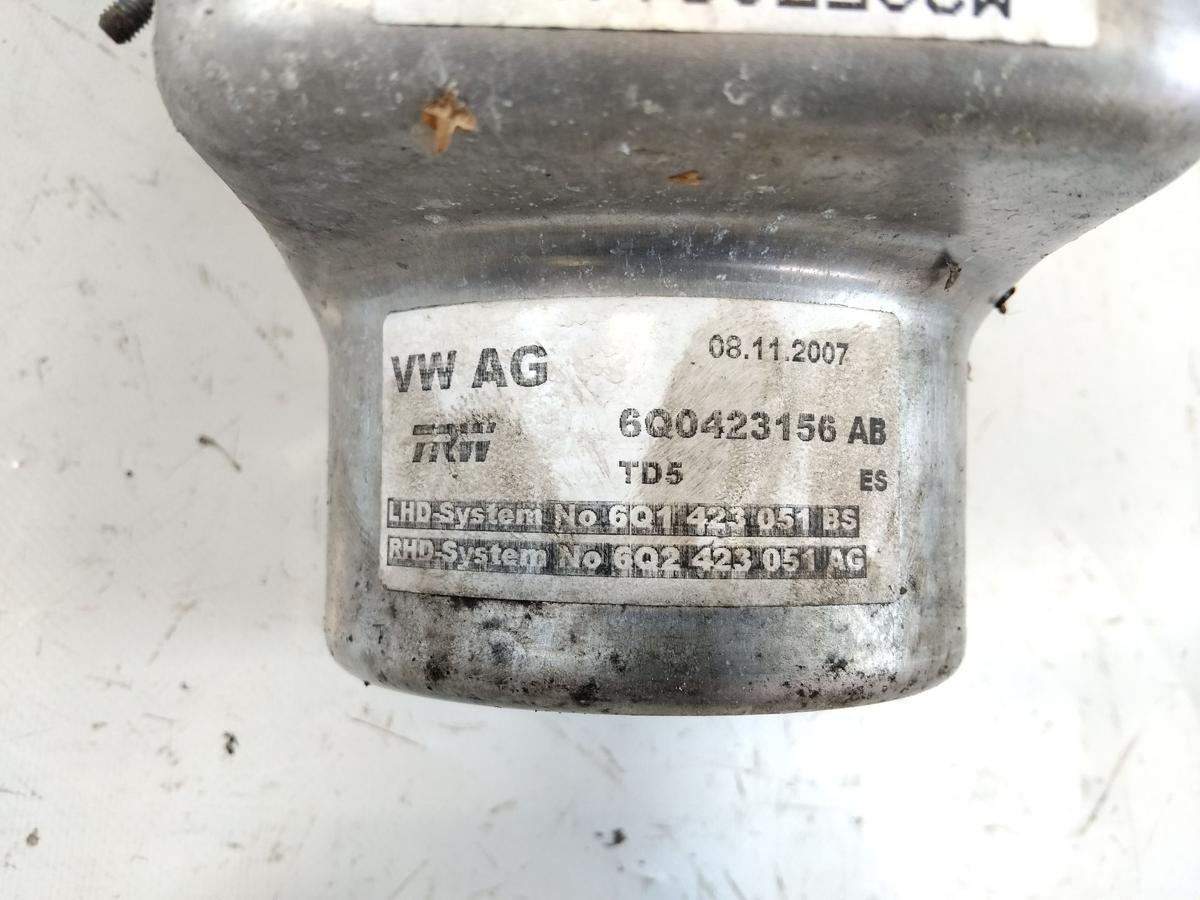 VW AG
08.11.2007
TRW
6Q0423156 AB
TD5
ES
LHD-System No 6Q1 423 051 BS
RHD-System No 6Q2 423 051 AG